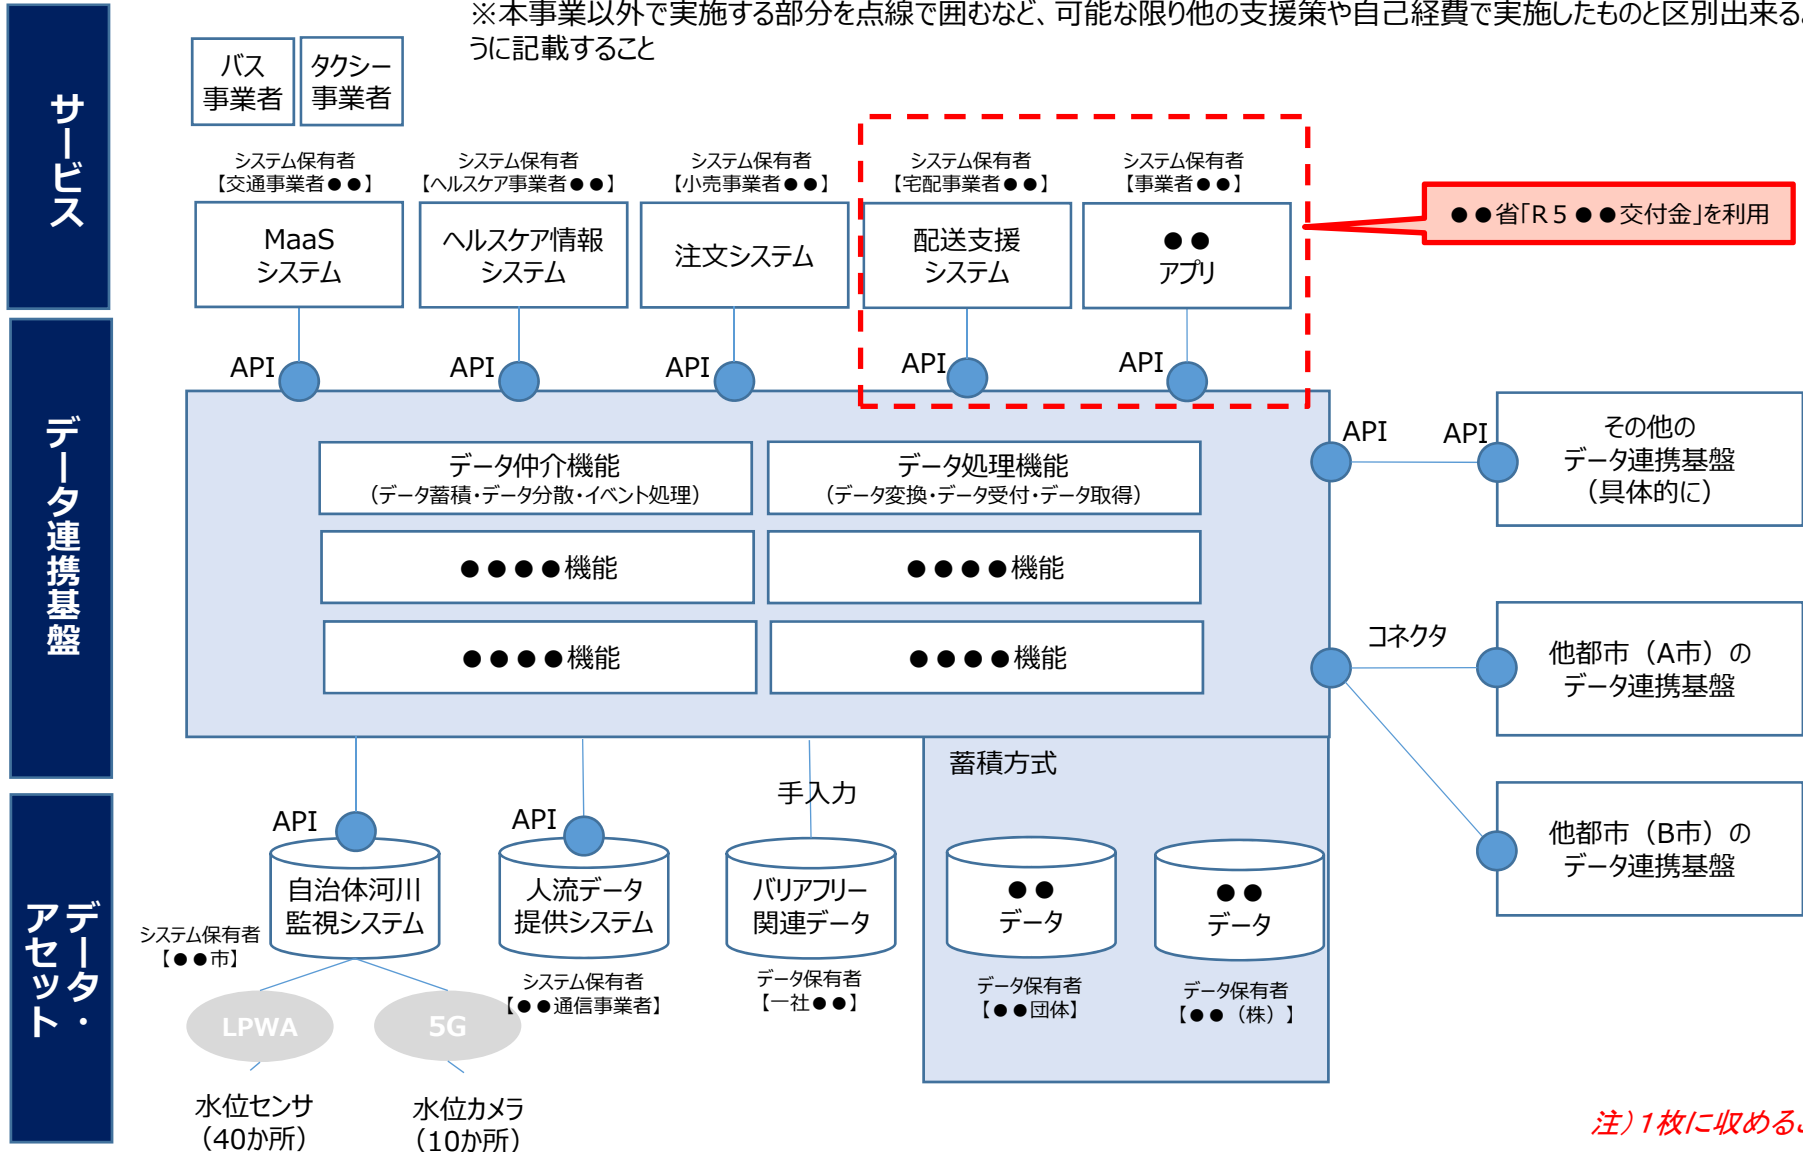 ※本事業以外で実施する部分を点線で囲むなど、可能な限り他の支援策や自己経費で実施したものと区別出来るよ
うに記載すること
サービス
バス
事業者
タクシー
事業者
システム保有者
【交通事業者●●】
システム保有者
【ヘルスケア事業者●●】
システム保有者
【小売事業者●●】
システム保有者
【宅配事業者●●】
システム保有者
【事業者●●】
●●省「R5●●交付金」を利用
MaaS
システム
ヘルスケア情報
システム
注文システム
配送支援
システム
●●
アプリ
API
API
API
API
API
データ連携基盤
データ仲介機能
（データ蓄積・データ分散・イベント処理）
データ処理機能
（データ変換・データ受付・データ取得）
●●●●機能
●●●●機能
●●●●機能
●●●●機能
API
API
その他の
データ連携基盤
（具体的に）
コネクタ
他都市（A市）の
データ連携基盤
他都市（B市）の
データ連携基盤
データ・
アセット
API
API
手入力
蓄積方式
自治体河川
監視システム
人流データ
提供システム
バリアフリー
関連データ
●●
データ
●●
データ
システム保有者
【●●市】
システム保有者
【●●通信事業者】
データ保有者
【一社●●】
データ保有者
【●●団体】
データ保有者
【●●（株）】
LPWA
5G
水位センサ
（40か所）
水位カメラ
（10か所）
注）1枚に収めるこ